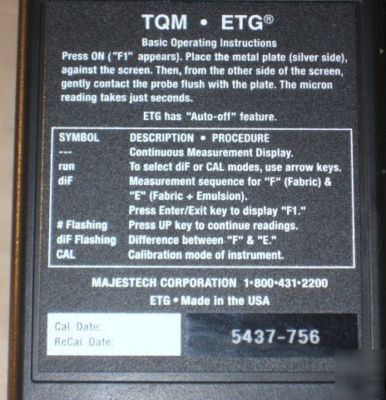 TQM • ETG®
Basic Operating Instructions
Press ON ("F1" appears). Place the metal plate (silver side),
against the screen. Then, from the other side of the screen,
gently contact the probe flush with the plate. The micron
reading takes just seconds.
ETG has "Auto-off" feature.
SYMBOL DESCRIPTION • PROCEDURE
--- Continuous Measurement Display.
run To select diF or CAL modes, use arrow keys.
diF Measurement sequence for "F" (Fabric) &
"E" (Fabric + Emulsion).
Press Enter/Exit key to display "F1."
# Flashing Press UP key to continue readings.
diF Flashing Difference between "F" & "E."
CAL Calibration mode of instrument.
MAJESTECH CORPORATION 1•800•431•2200
ETG • Made in the USA
Cal. Date:
ReCal. Date:
5437-756